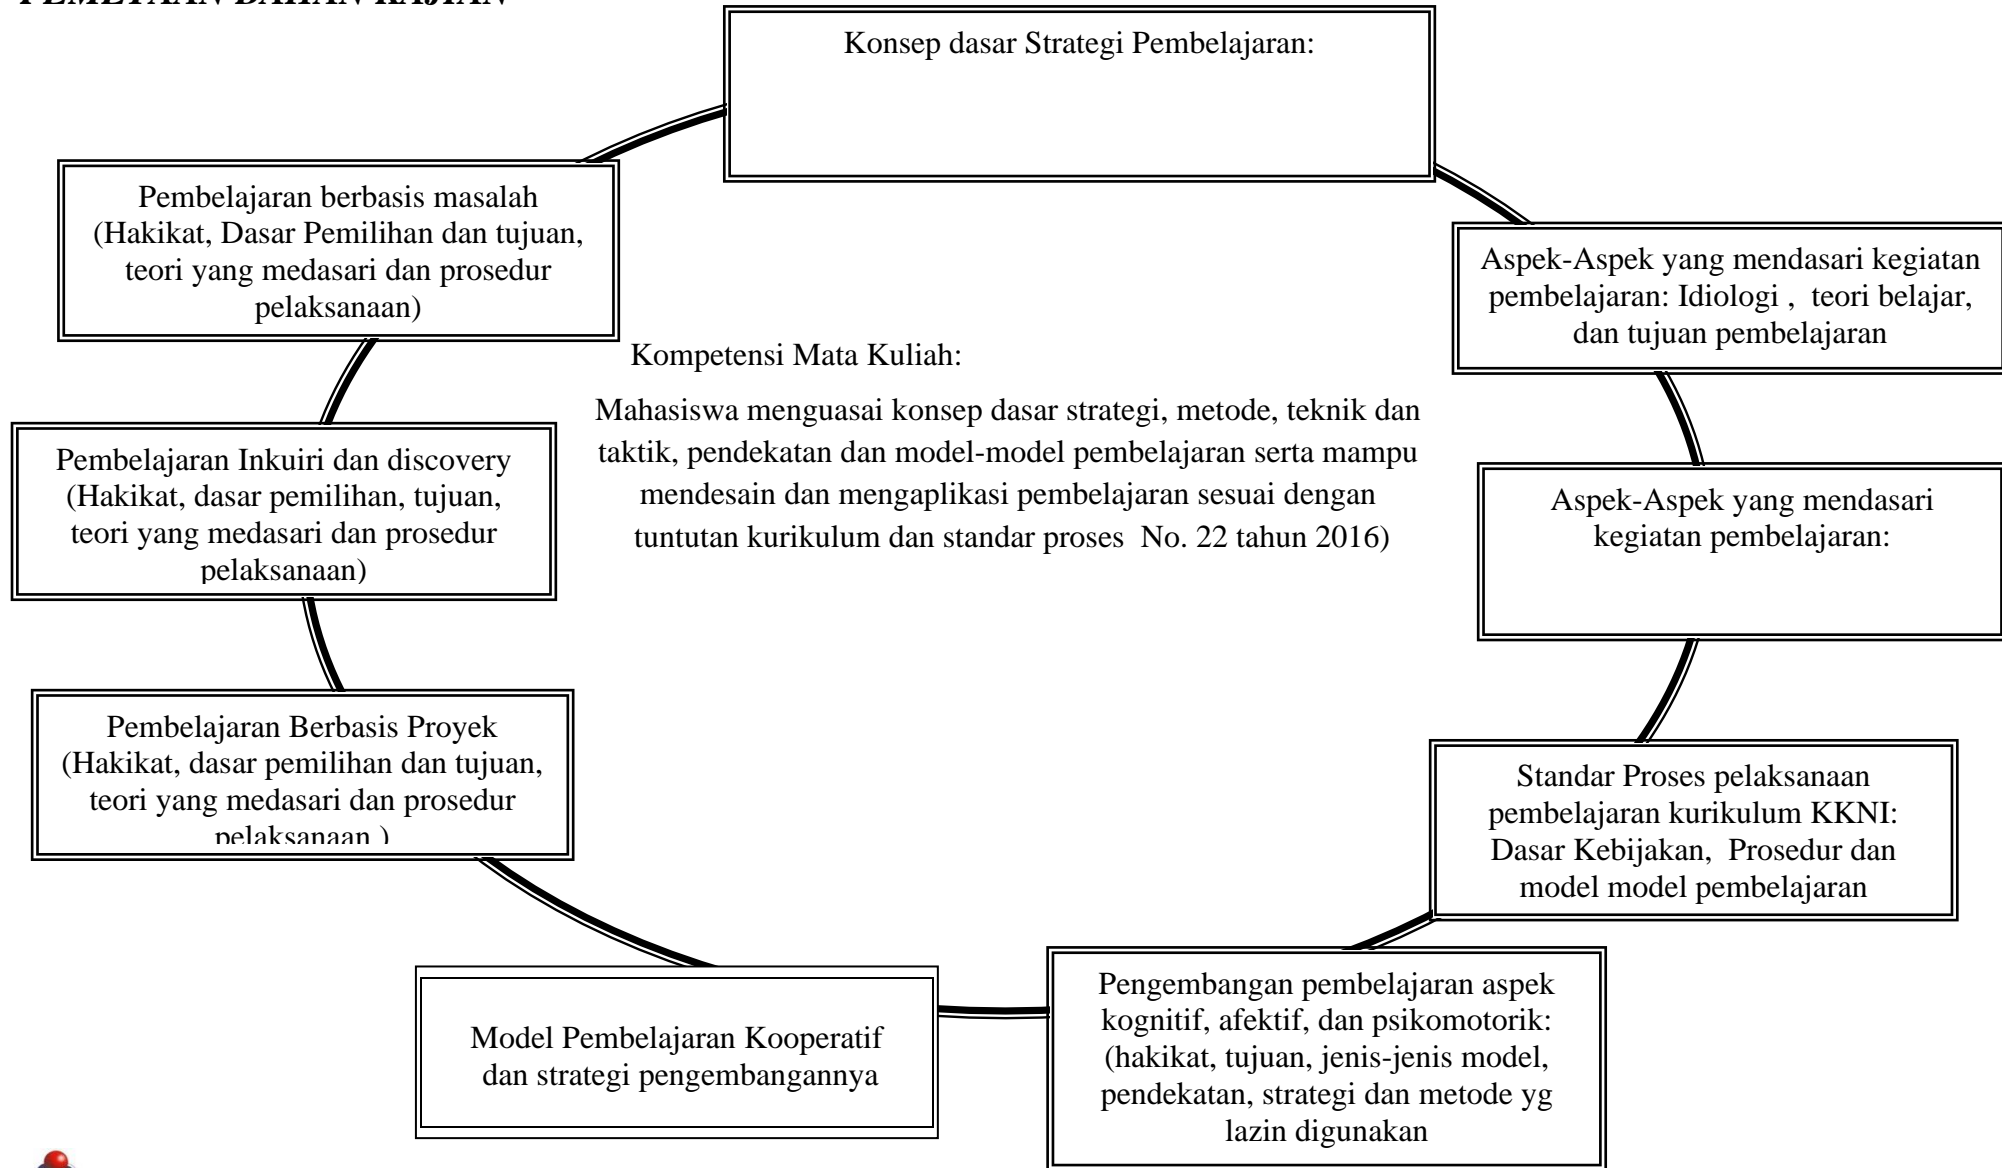 PEMETAAN BAHAN KAJIAN
Konsep dasar Strategi Pembelajaran:
Pembelajaran berbasis masalah
(Hakikat, Dasar Pemilihan dan tujuan,
teori yang medasari dan prosedur
pelaksanaan)
Aspek-Aspek yang mendasari kegiatan
pembelajaran: Idiologi , teori belajar,
dan tujuan pembelajaran
Kompetensi Mata Kuliah:
Mahasiswa menguasai konsep dasar strategi, metode, teknik dan
taktik, pendekatan dan model-model pembelajaran serta mampu
mendesain dan mengaplikasi pembelajaran sesuai dengan
tuntutan kurikulum dan standar proses No. 22 tahun 2016)
Pembelajaran Inkuiri dan discovery
(Hakikat, dasar pemilihan, tujuan,
teori yang medasari dan prosedur
pelaksanaan)
Aspek-Aspek yang mendasari
kegiatan pembelajaran:
Pembelajaran Berbasis Proyek
(Hakikat, dasar pemilihan dan tujuan,
teori yang medasari dan prosedur
pelaksanaan )
Standar Proses pelaksanaan
pembelajaran kurikulum KKNI:
Dasar Kebijakan, Prosedur dan
model model pembelajaran
Model Pembelajaran Kooperatif
dan strategi pengembangannya
Pengembangan pembelajaran aspek
kognitif, afektif, dan psikomotorik:
(hakikat, tujuan, jenis-jenis model,
pendekatan, strategi dan metode yg
lazin digunakan